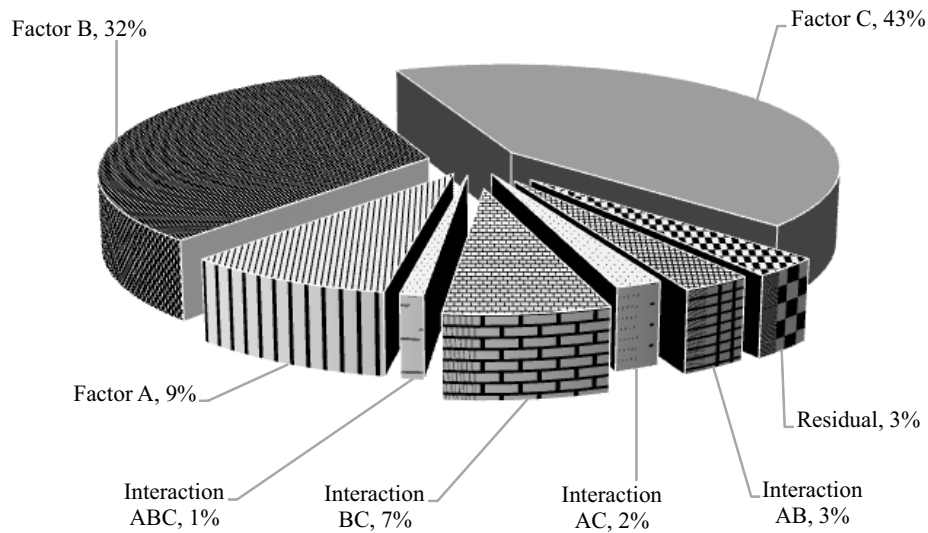 Factor C, 43%
Factor B, 32%
Factor A, 9%
Residual, 3%
Interaction
ABC, 1%
Interaction
BC, 7%
Interaction
AC, 2%
Interaction
AB, 3%